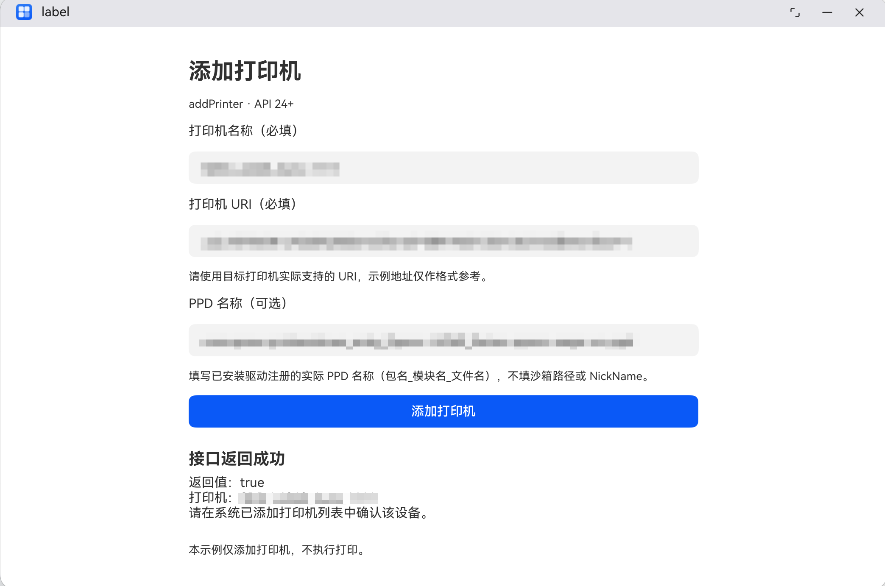 label
添加打印机
addPrinter · API 24+
打印机名称（必填）
打印机 URI（必填）
请使用目标打印机实际支持的 URI，示例地址仅作格式参考。
PPD 名称（可选）
填写已安装驱动注册的实际 PPD 名称（包名_模块名_文件名），不填沙箱路径或 NickName。
添加打印机
接口返回成功
返回值：true
打印机：
请在系统已添加打印机列表中确认该设备。
本示例仅添加打印机，不执行打印。